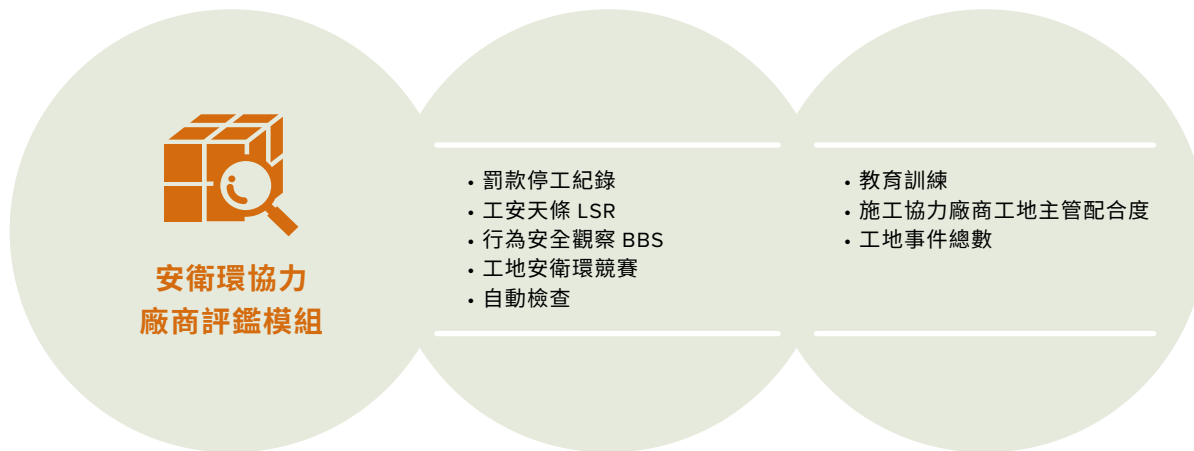 安衛環協力
廠商評鑑模組
• 罰款停工紀錄
• 工安天條 LSR
• 行為安全觀察 BBS
• 工地安衛環競賽
• 自動檢查
• 教育訓練
• 施工協力廠商工地主管配合度
• 工地事件總數